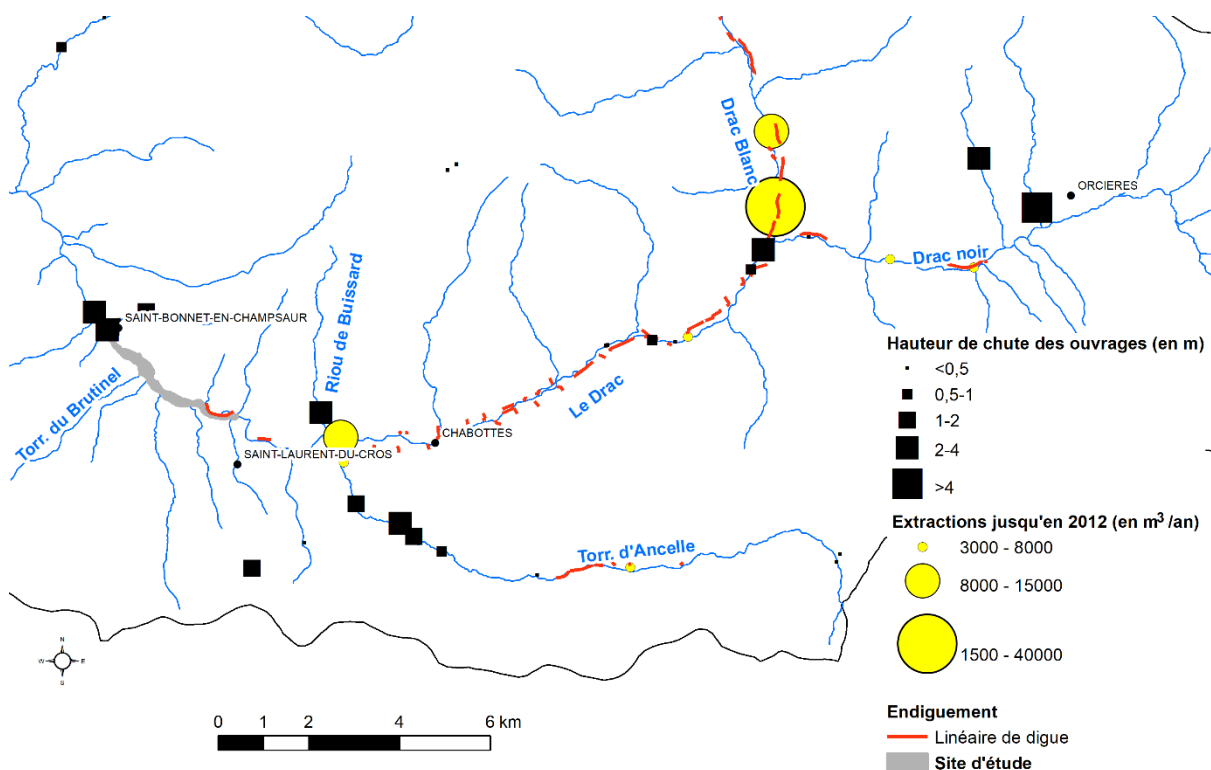 Drac Blanc
ORCIERES
Drac noir
SAINT-BONNET-EN-CHAMPSAUR
Riou de Buissard
Torr. du Brutinel
Le Drac
CHABOTTES
SAINT-LAURENT-DU-CROS
Torr. d'Ancelle
Hauteur de chute des ouvrages (en m)
<0,5
0,5-1
1-2
2-4
>4
Extractions jusqu'en 2012 (en m³ /an)
3000 - 8000
8000 - 15000
1500 - 40000
Endiguement
Linéaire de digue
Site d'étude
N
W E
S
0 1 2 4 6 km